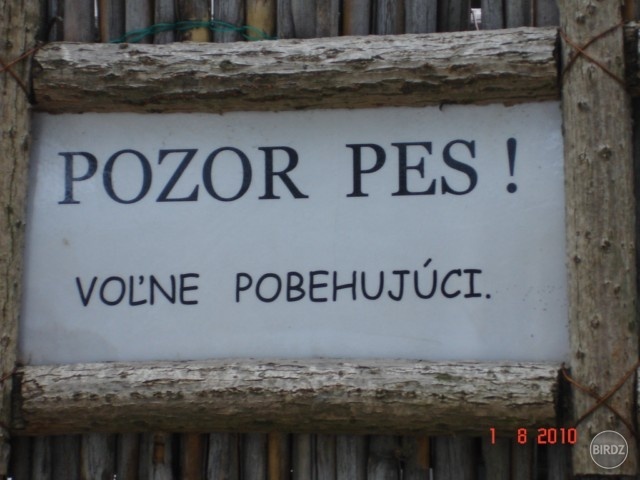 POZOR PES !
VOĽNE POBEHUJÚCI.
1 8 2010
BIRDZ